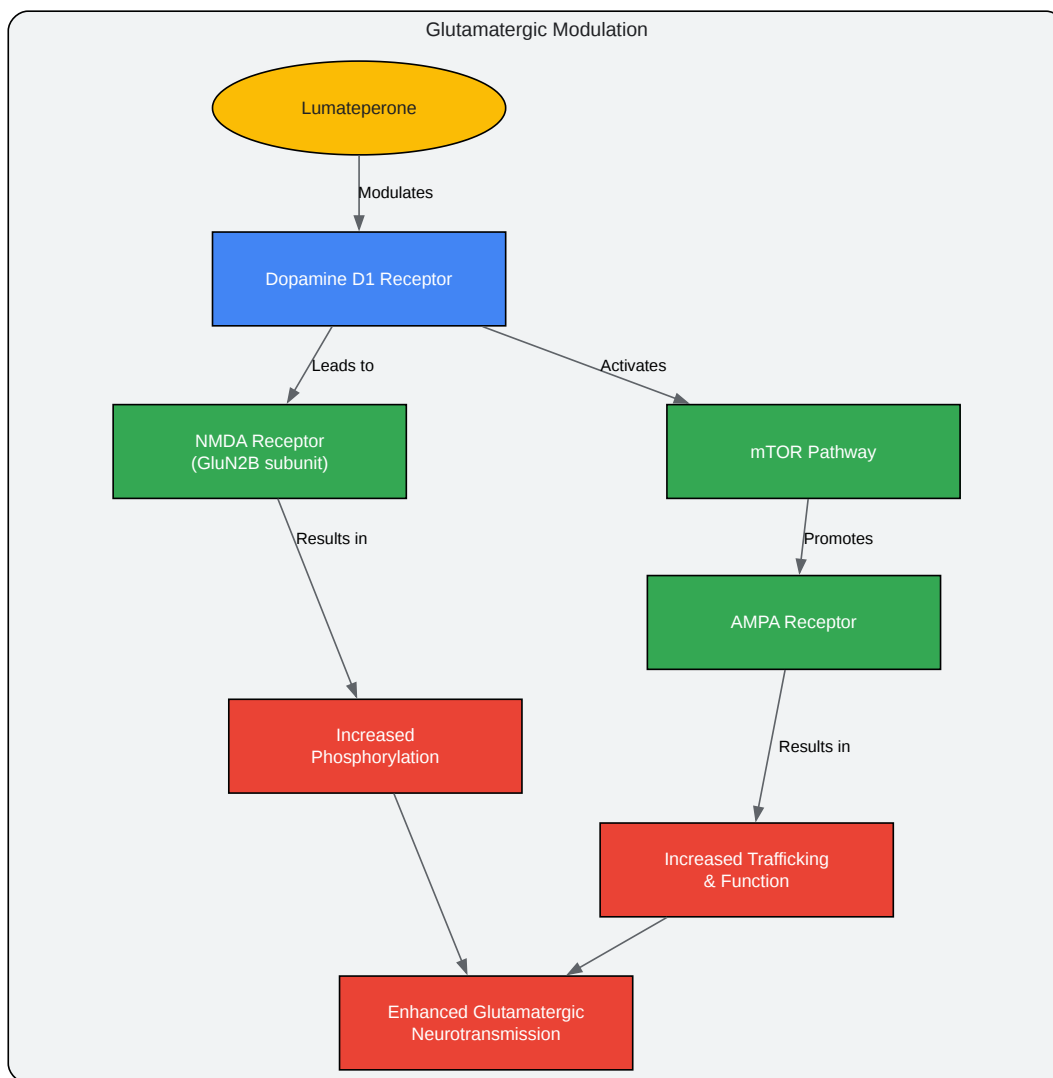 Glutamatergic Modulation
Lumateperone
Modulates
Dopamine D1 Receptor
Leads to
Activates
NMDA Receptor
(GluN2B subunit)
mTOR Pathway
Results in
Promotes
AMPA Receptor
Increased
Phosphorylation
Results in
Increased Trafficking
& Function
Enhanced Glutamatergic
Neurotransmission